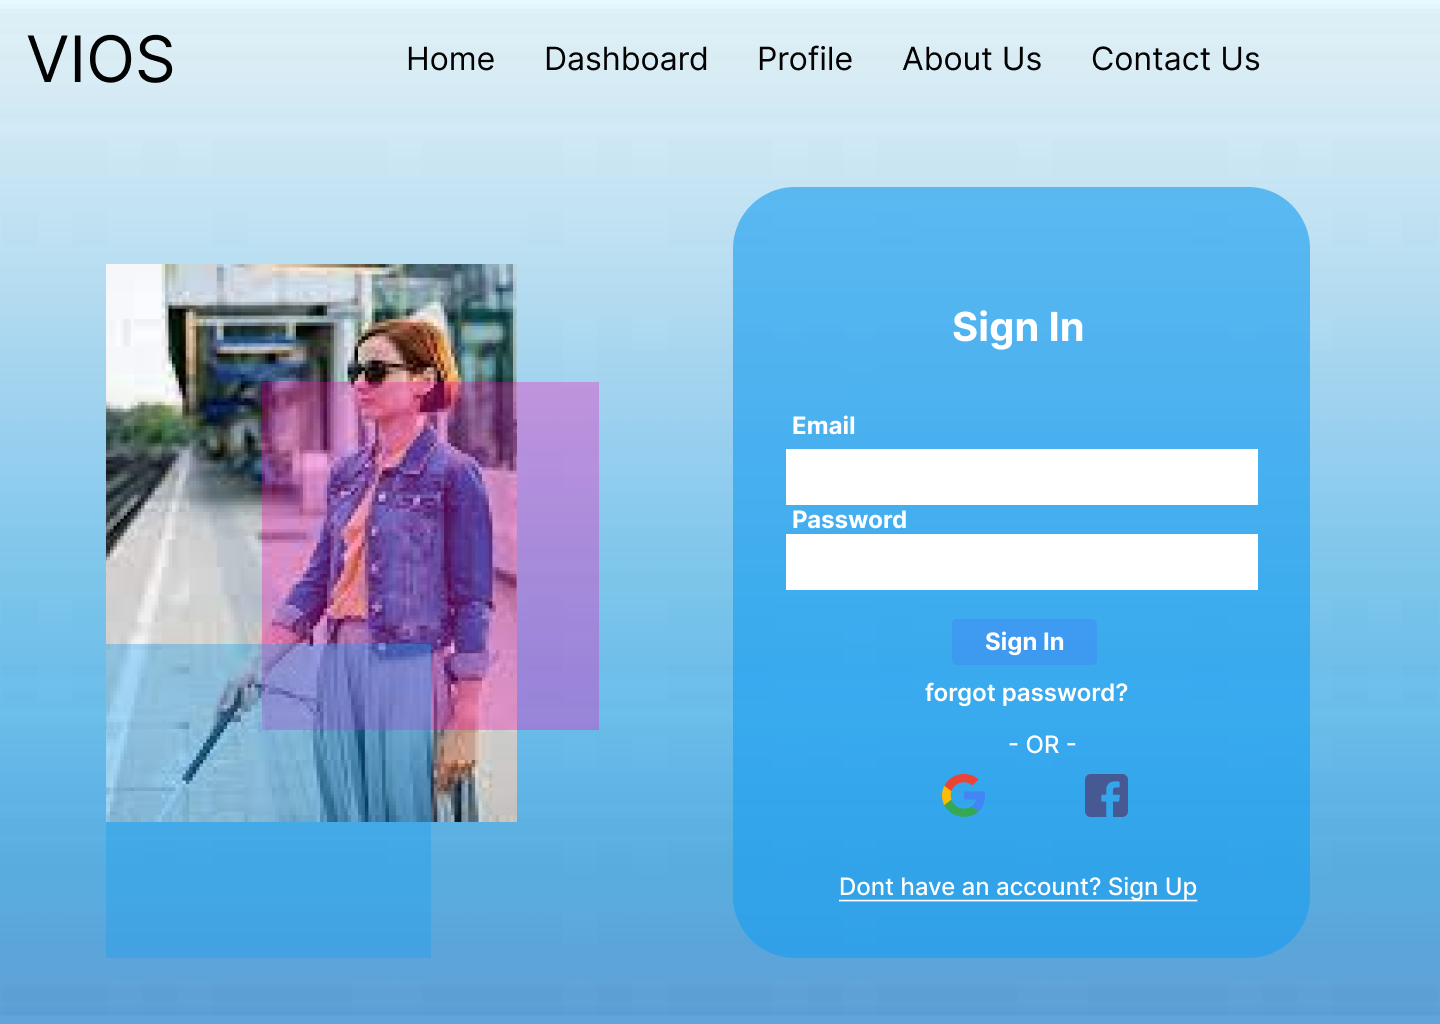 VIOS
Home Dashboard Profile About Us Contact Us
Sign In
Email
Password
Sign In
forgot password?
- OR -
Dont have an account? Sign Up